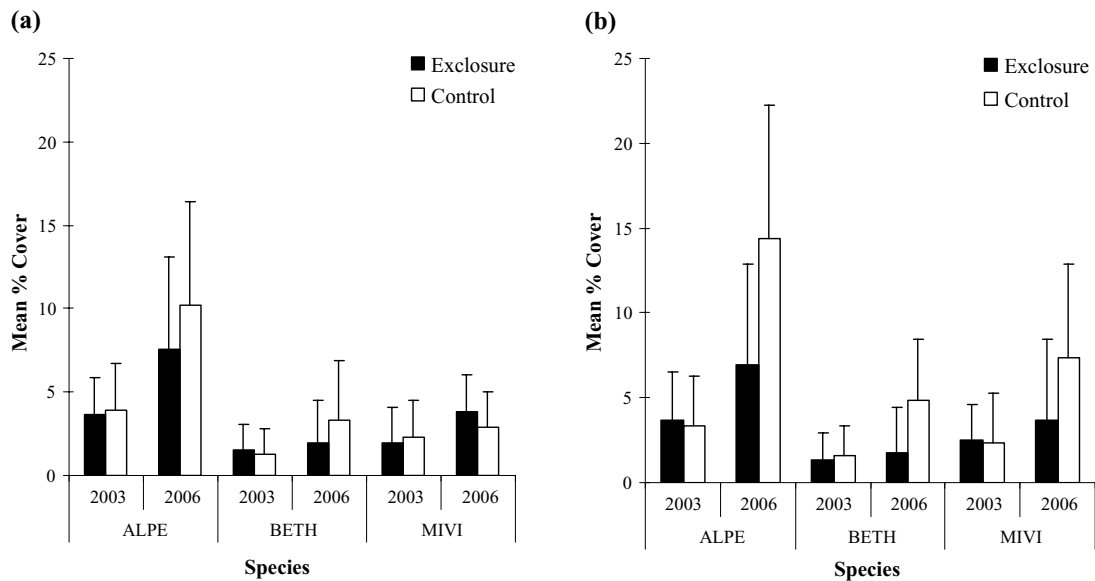 (a)
25
20
15
10
5
0
Mean % Cover
Exclosure
Control
2003 2006 2003 2006 2003 2006
ALPE BETH MIVI
Species
(b)
25
20
15
10
5
0
Mean % Cover
Exclosure
Control
2003 2006 2003 2006 2003 2006
ALPE BETH MIVI
Species